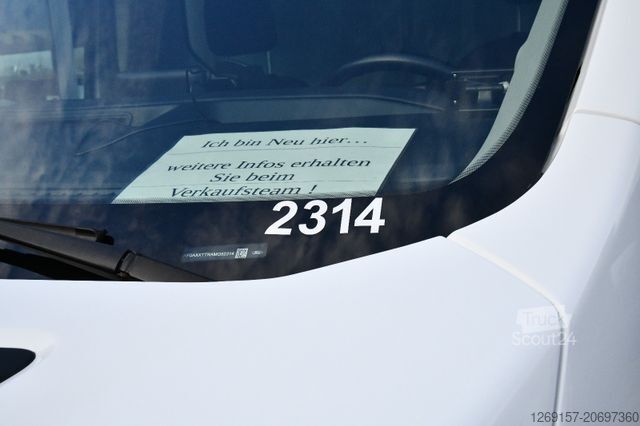 Ich bin Neu hier...
weitere Infos erhalten
Sie beim
Verkaufsteam !
2314
Truck
Scout24
1269157-20697360